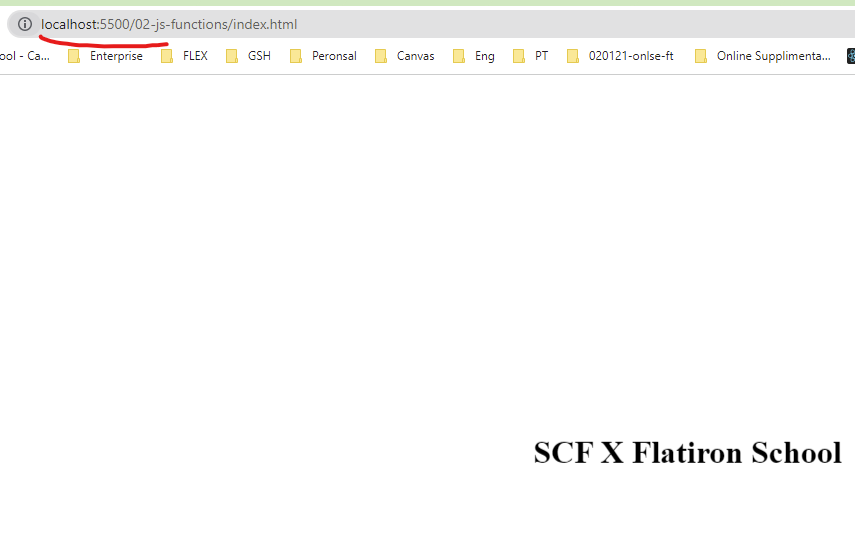 localhost:5500/02-js-functions/index.html
ool - Ca... Enterprise FLEX GSH Peronsal Canvas Eng PT 020121-onlse-ft Online Supplimenta...
SCF X Flatiron School